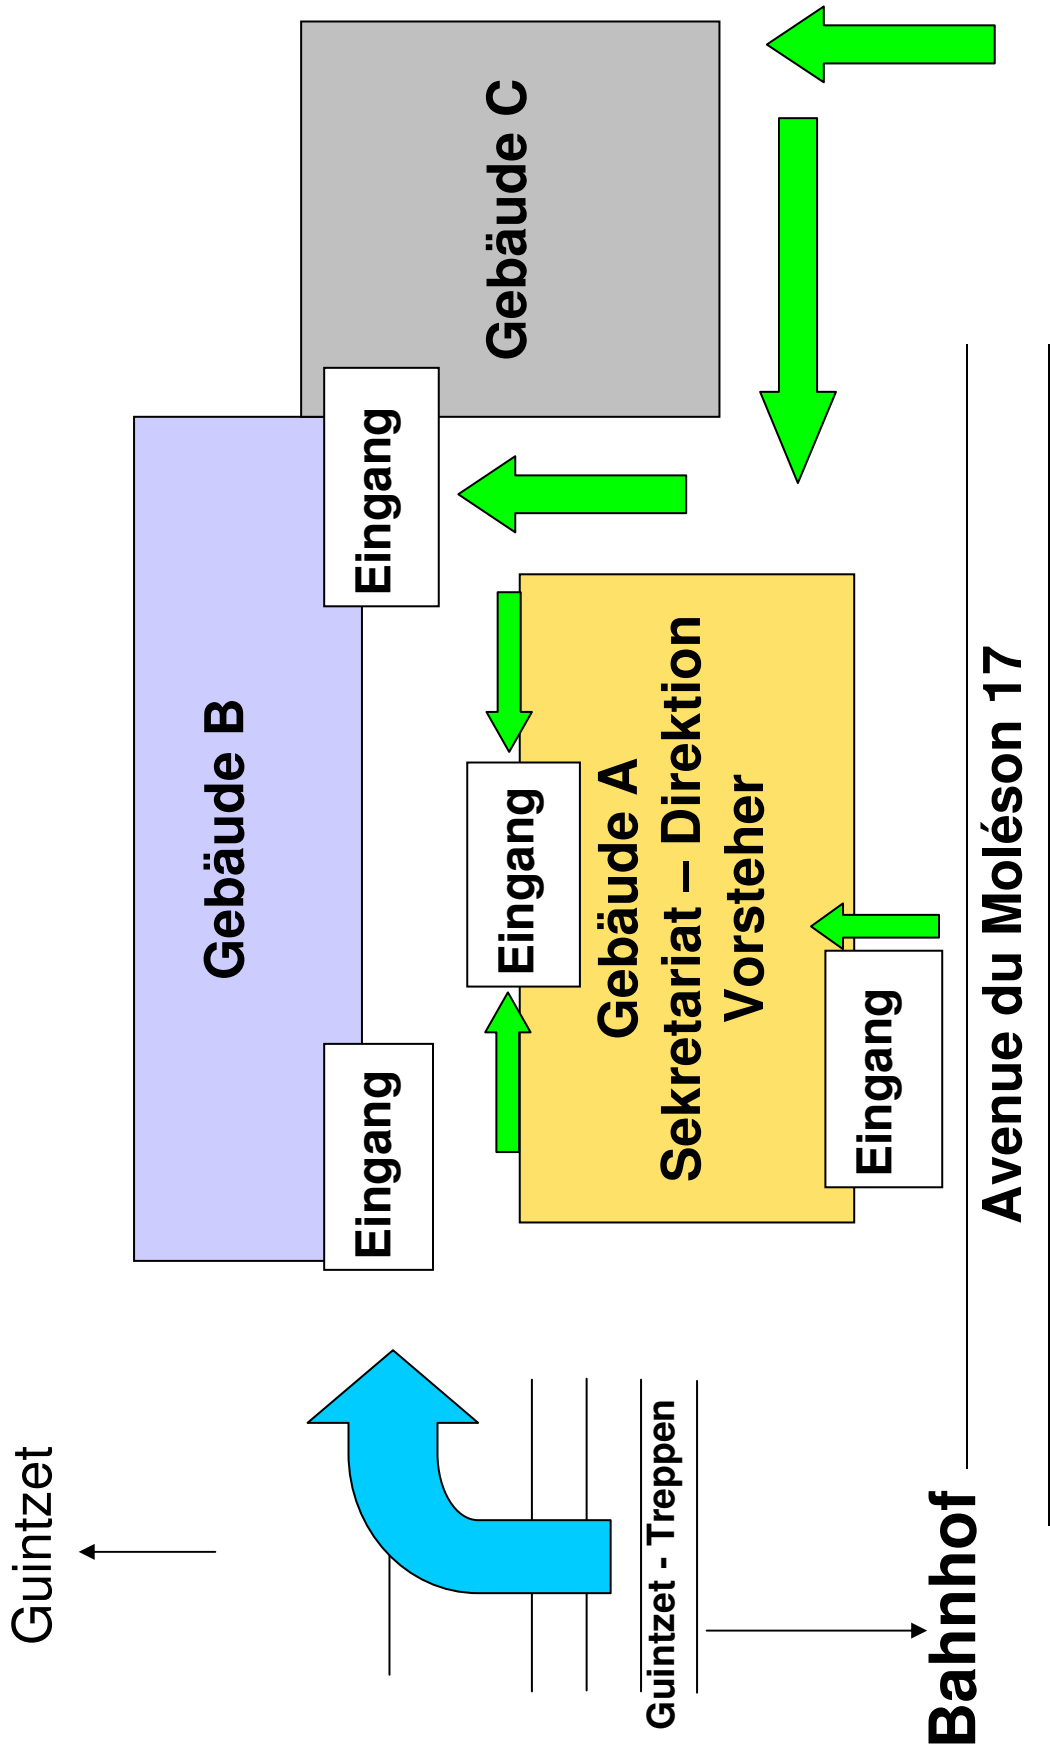 Guintzet
Gebäude B
Eingang
Eingang
Gebäude C
Eingang
Gebäude A
Sekretariat – Direktion
Vorsteher
Eingang
Guintzet - Treppen
Bahnhof
Avenue du Moléson 17